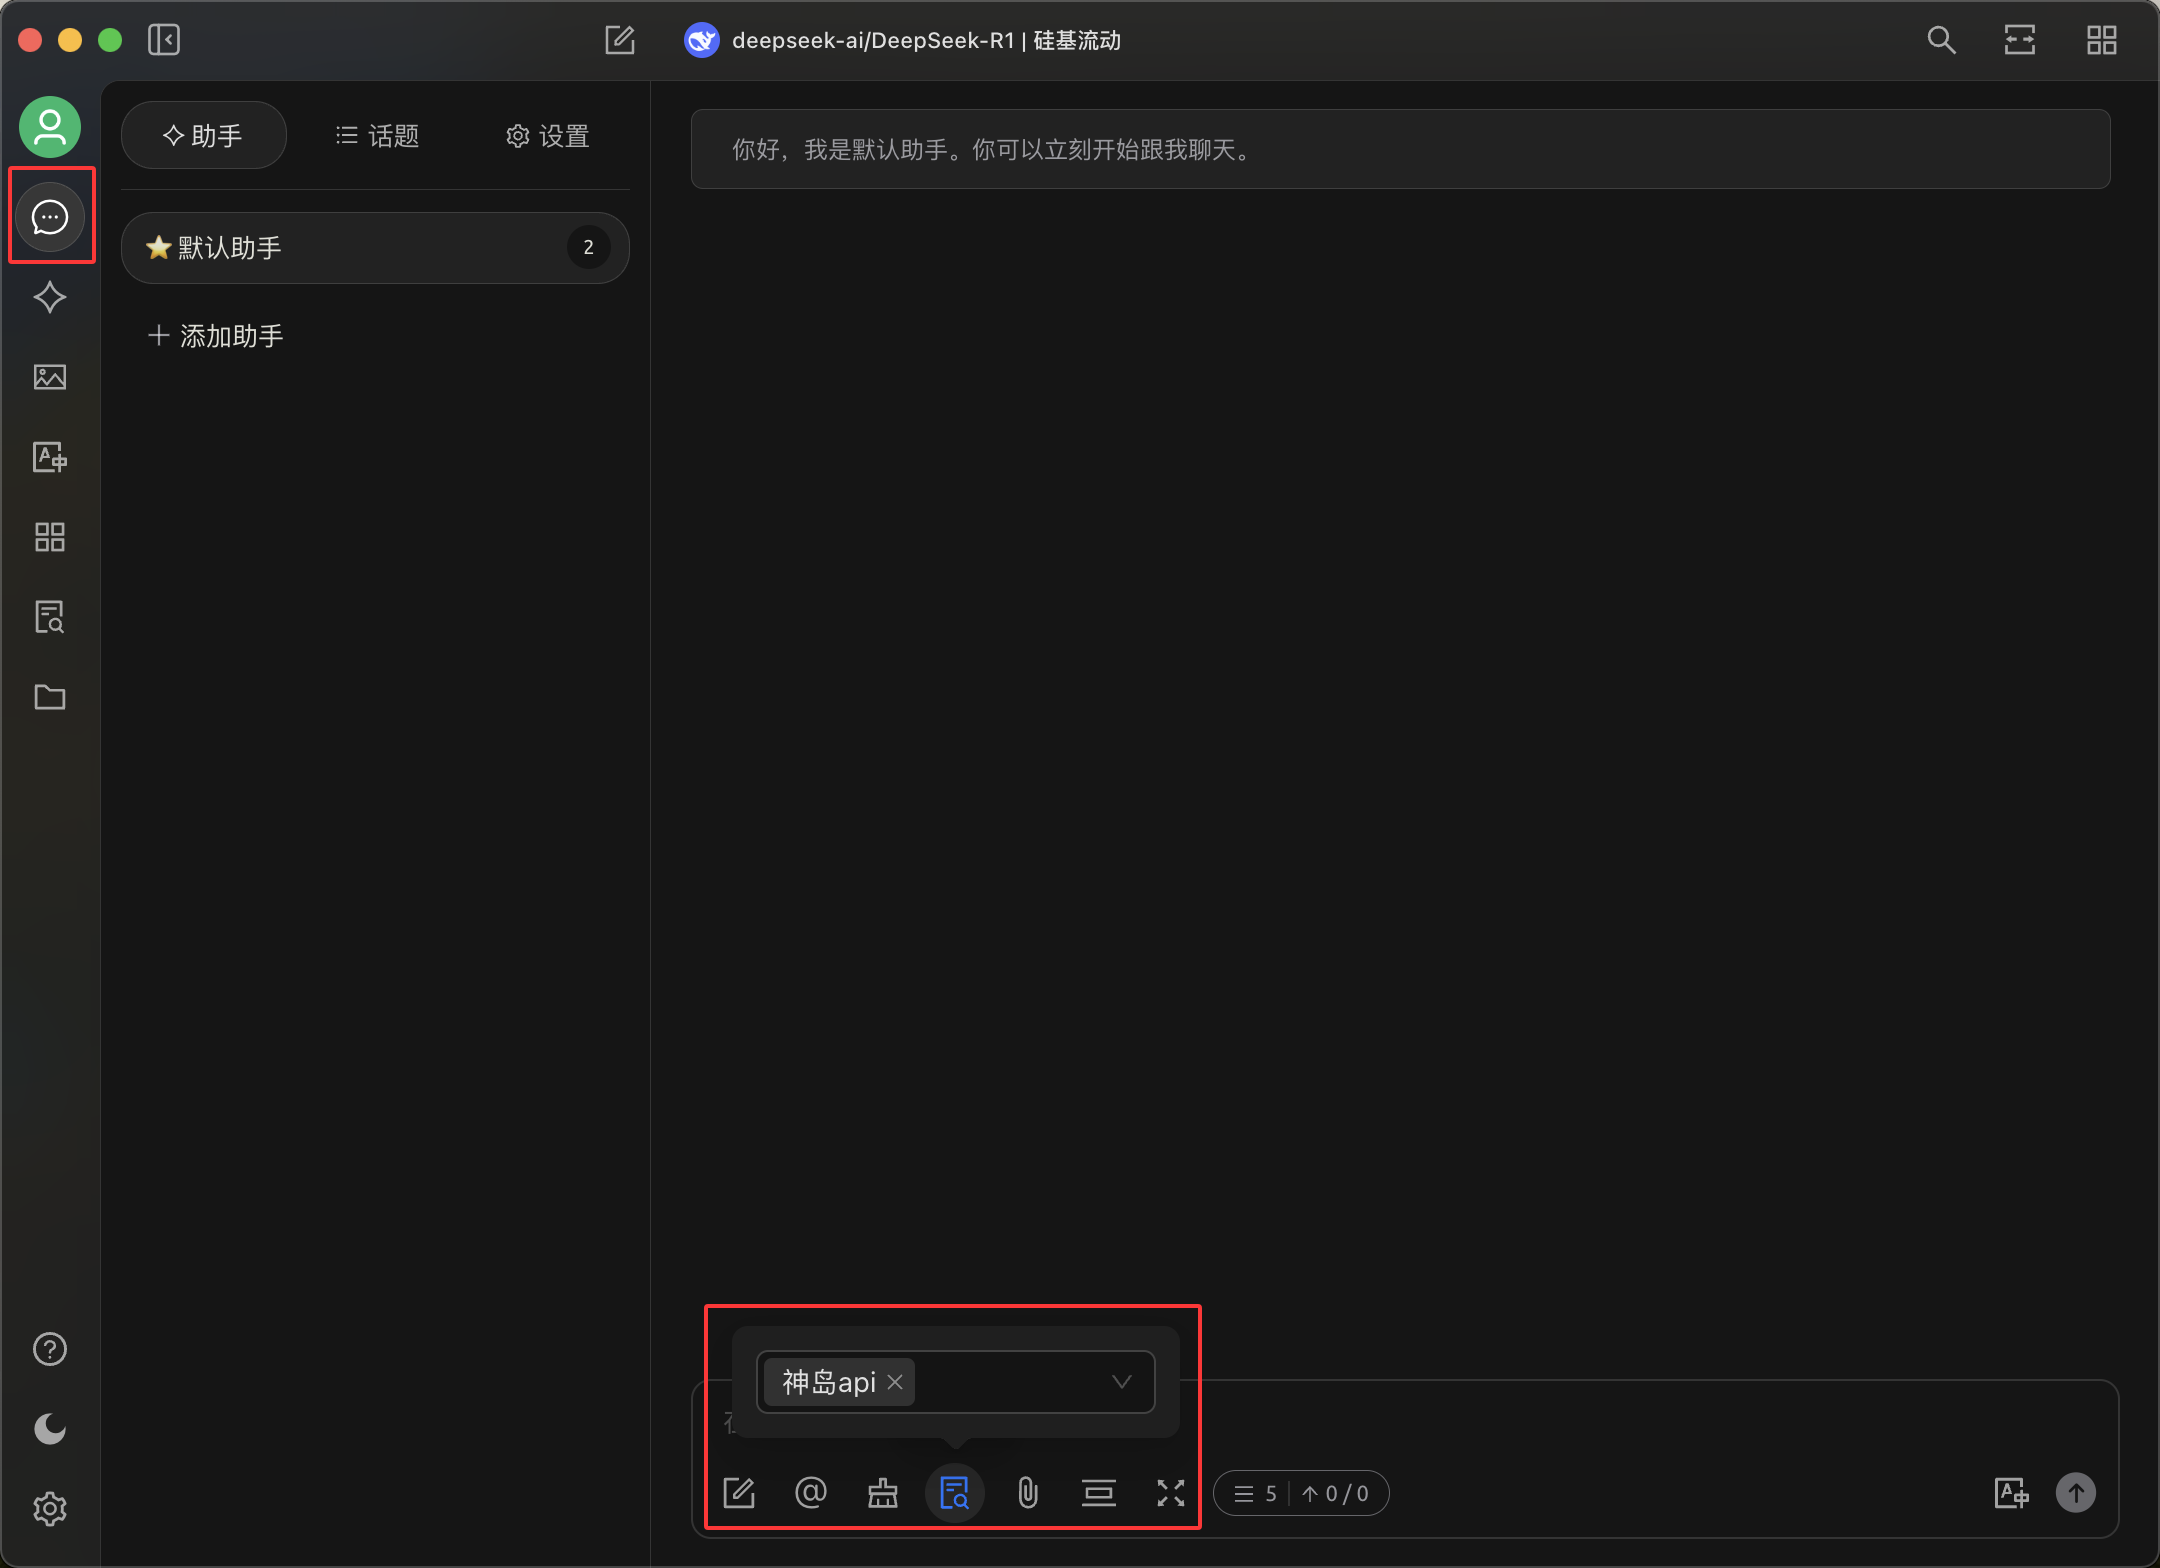 deepseek-ai/DeepSeek-R1 | 硅基流动
助手
话题
设置
你好，我是默认助手。你可以立刻开始跟我聊天。
默认助手
2
添加助手
神岛api
5
0 / 0